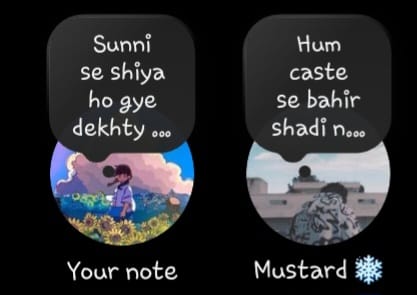 Sunni
se shiya
ho gye
dekhty ...
Hum
caste
se bahir
shadi n...
Your note
Mustard ❄️